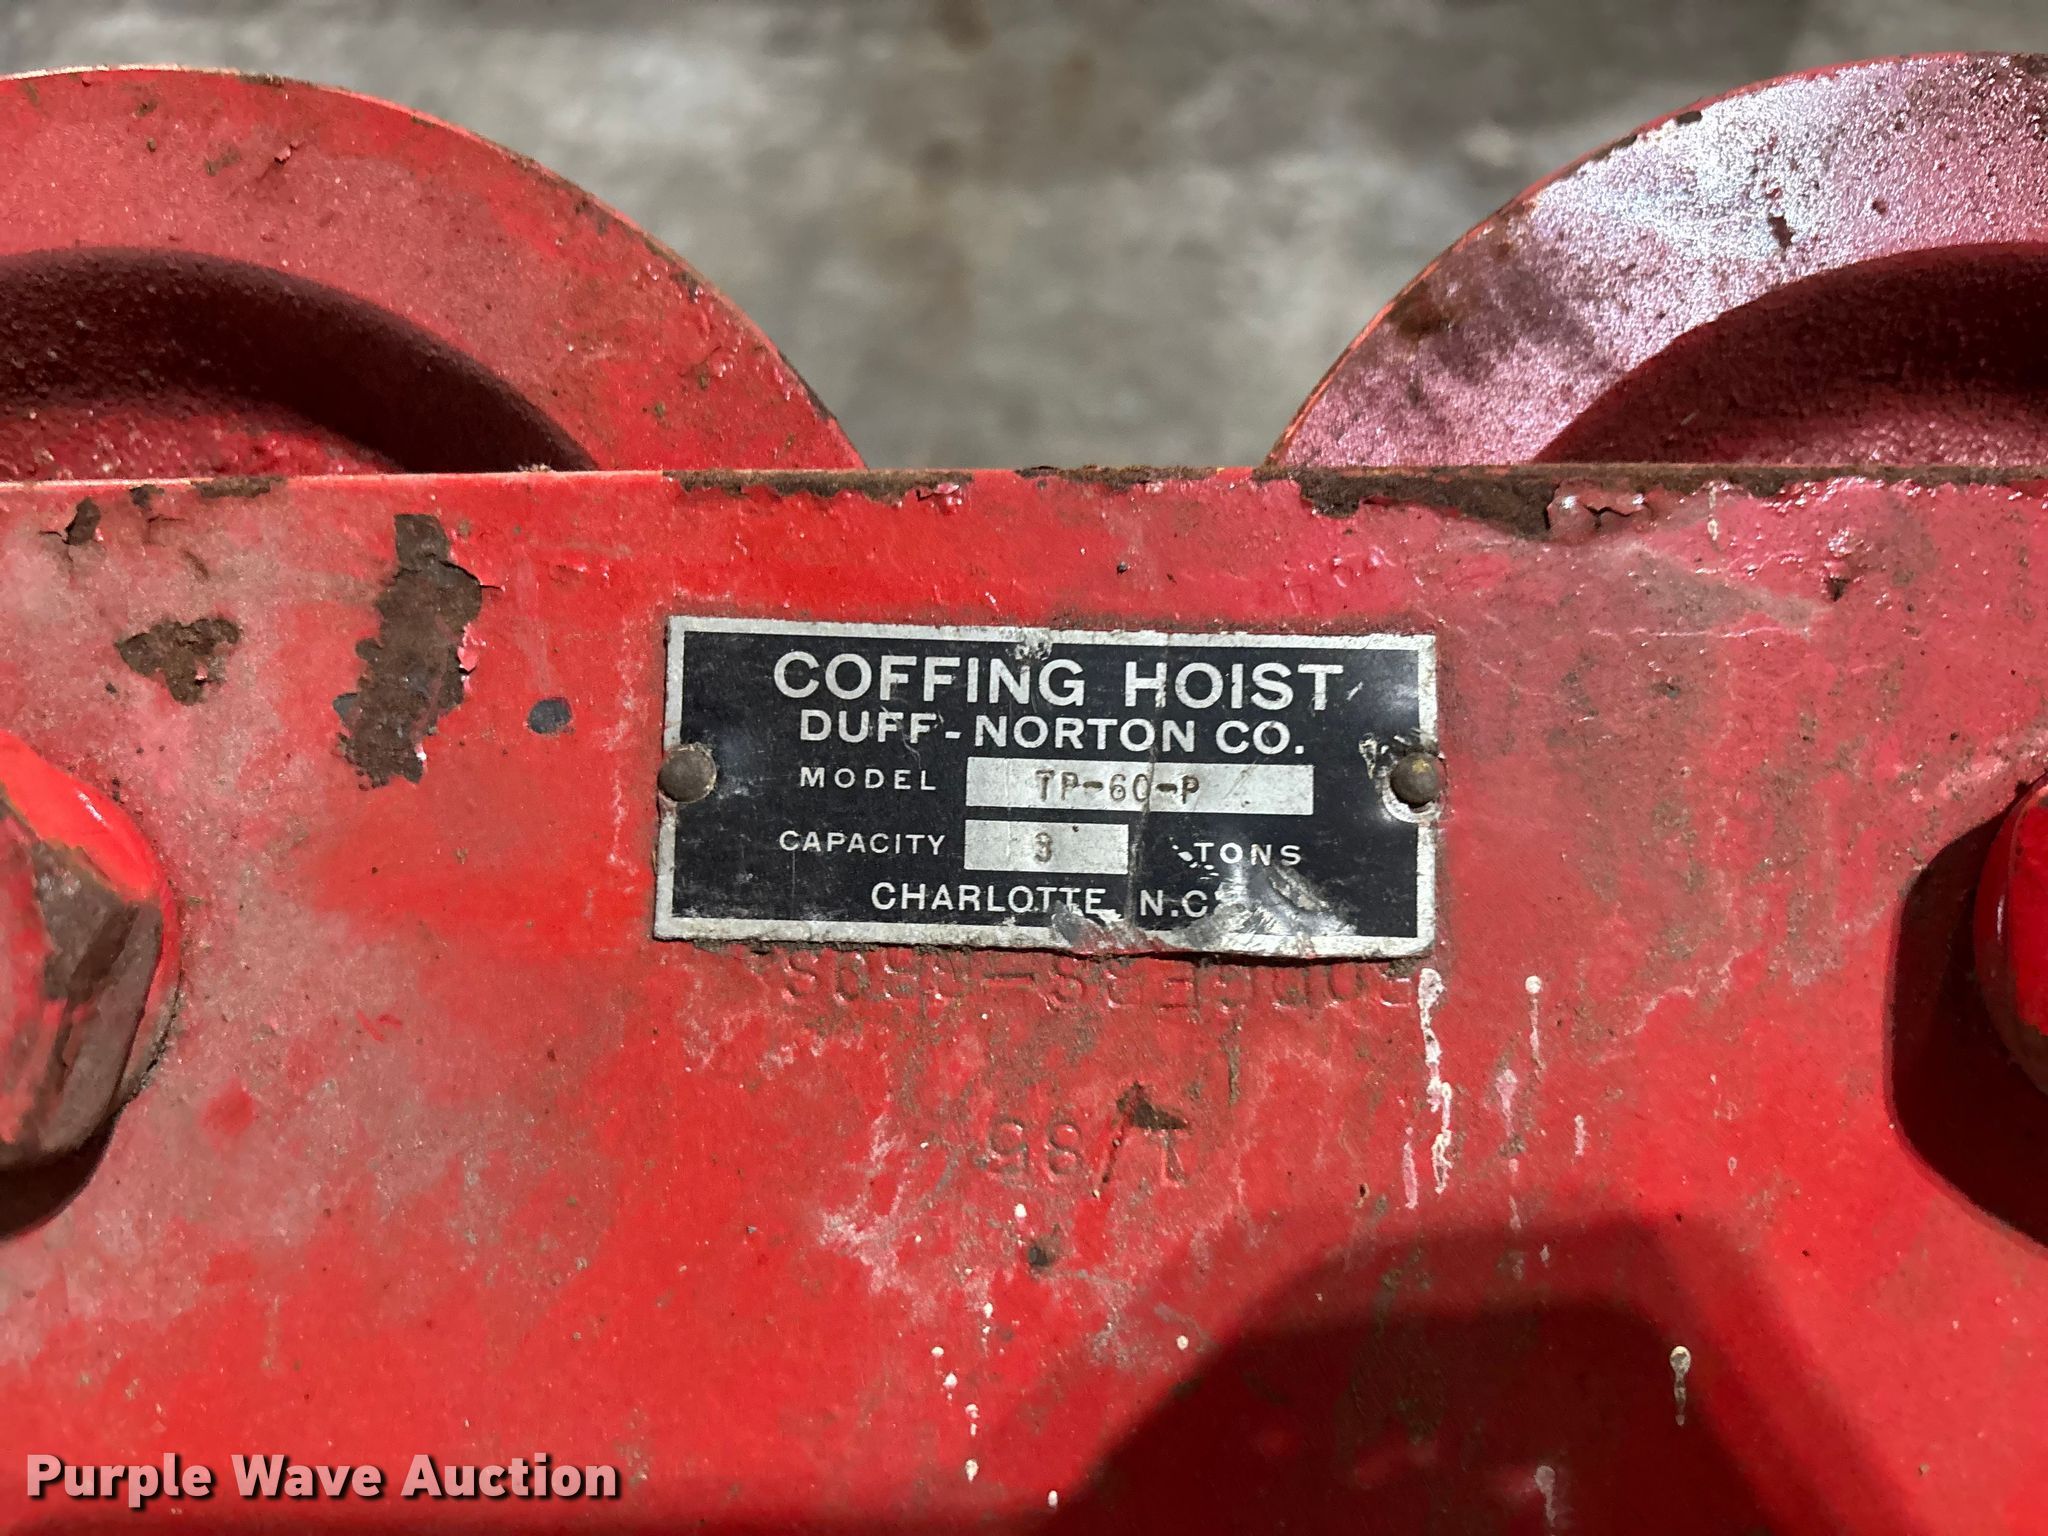 COFFING HOIST
DUFF-NORTON CO.
MODEL TP-60-P
CAPACITY 3 TONS
CHARLOTTE, N.C.
Purple Wave Auction